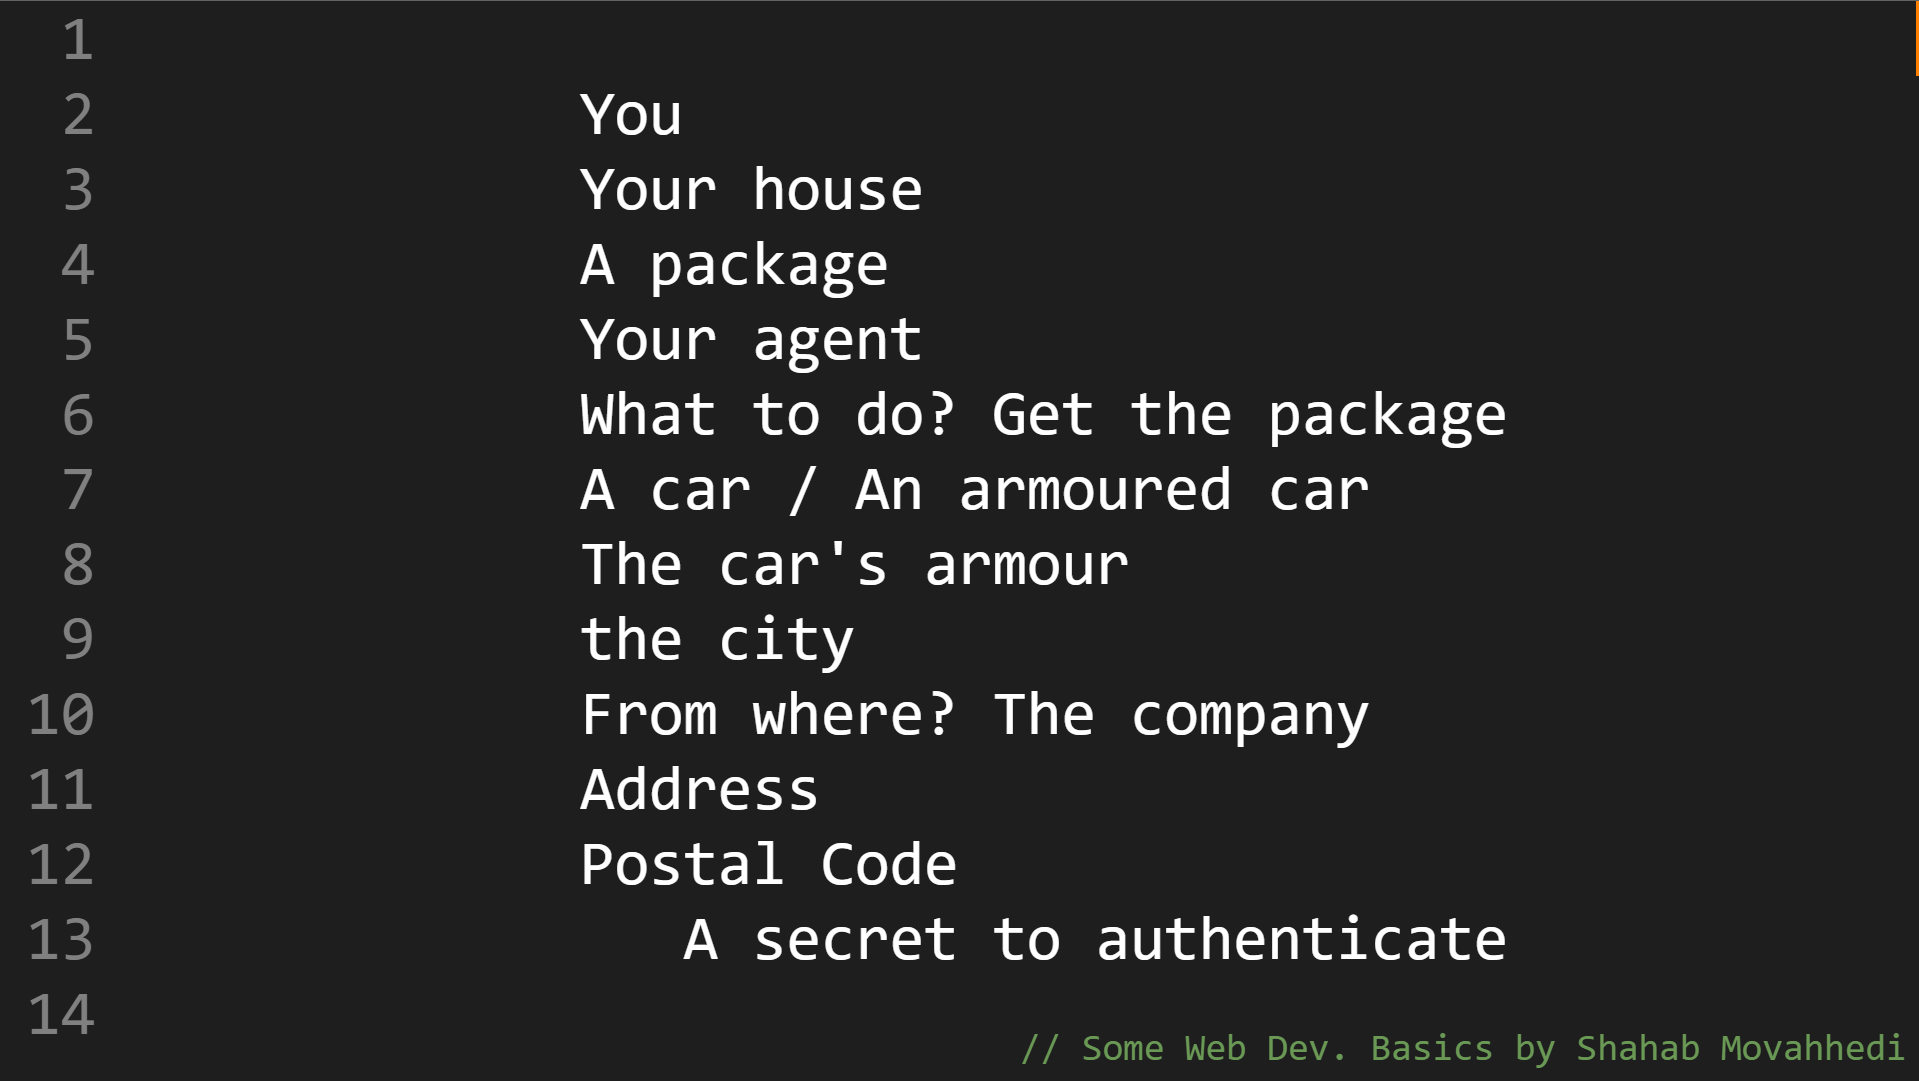 1
2 You
3 Your house
4 A package
5 Your agent
6 What to do? Get the package
7 A car / An armoured car
8 The car's armour
9 the city
10 From where? The company
11 Address
12 Postal Code
13 A secret to authenticate
14
// Some Web Dev. Basics by Shahab Movahhedi